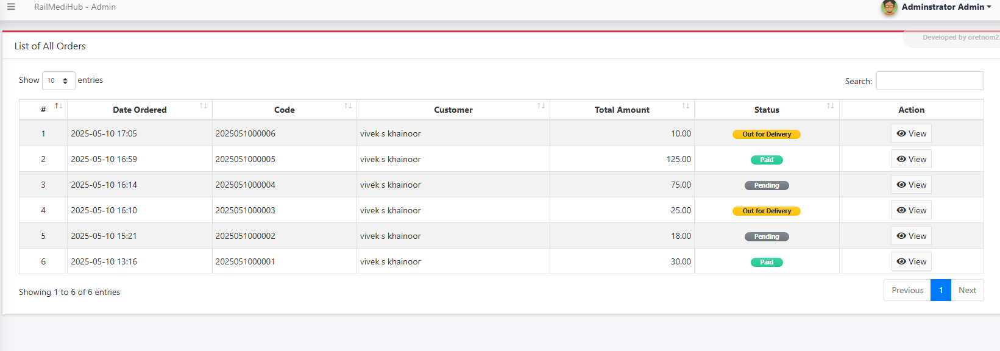 RailMediHub - Admin
Adminstrator Admin
Developed by oretnom2
List of All Orders
Show 10 entries
Search:
# Date Ordered Code Customer Total Amount Status Action
1 2025-05-10 17:05 2025051000006 vivek s khainoor 10.00 Out for Delivery View
2 2025-05-10 16:59 2025051000005 vivek s khainoor 125.00 Paid View
3 2025-05-10 16:14 2025051000004 vivek s khainoor 75.00 Pending View
4 2025-05-10 16:10 2025051000003 vivek s khainoor 25.00 Out for Delivery View
5 2025-05-10 15:21 2025051000002 vivek s khainoor 18.00 Pending View
6 2025-05-10 13:16 2025051000001 vivek s khainoor 30.00 Paid View
Showing 1 to 6 of 6 entries
Previous 1 Next